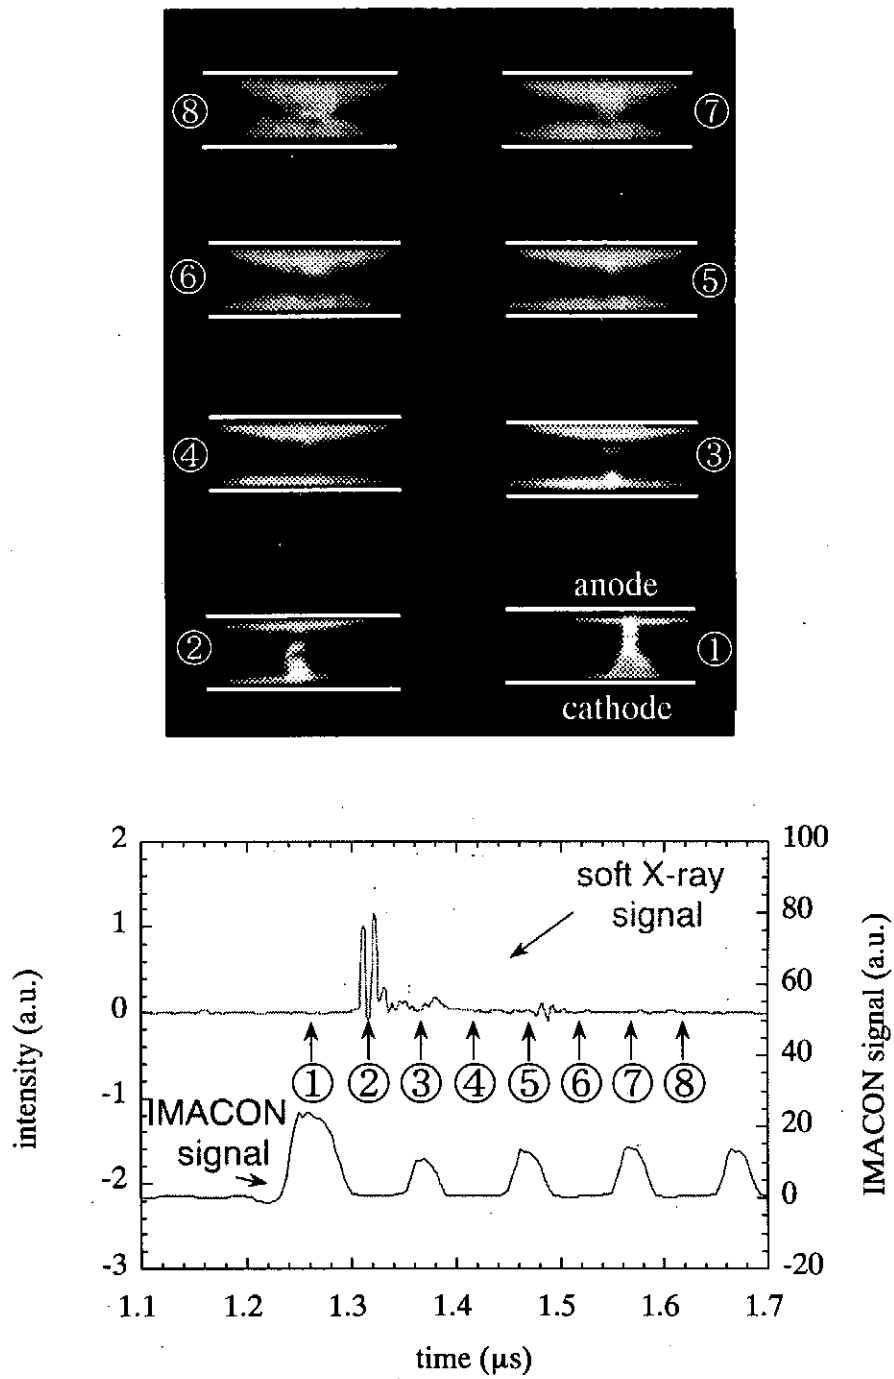 ⑧ ⑦
⑥ ⑤
④ ③
anode
② ①
cathode
2 100
soft X-ray
signal
1 80
60
0
40
① ② ③ ④ ⑤ ⑥ ⑦ ⑧
-1
IMACON
signal
20
-2 0
-3 -20
intensity (a.u.)
IMACON signal (a.u.)
1.1 1.2 1.3 1.4 1.5 1.6 1.7
time (µs)